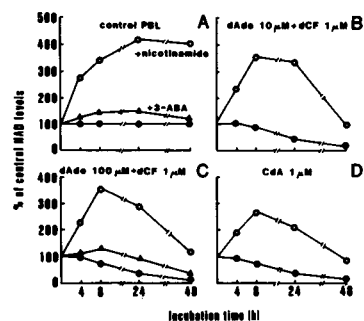 control PBL
A
+nicotinamide
+3-ABA
dAdo 10 μM+dCF 1 μM
B
dAdo 100 μM+dCF 1 μM
C
CdA 1 μM
D
% of control NAD levels
500
400
300
200
100
0
400
300
200
100
0
4 8 24 48
4 8 24 48
Incubation time (h)